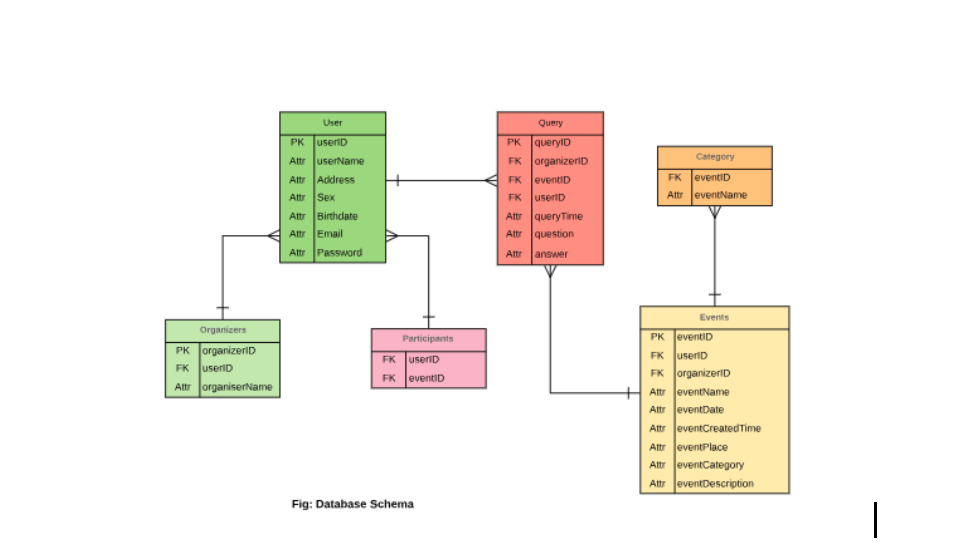 User
PK userID
Attr userName
Attr Address
Attr Sex
Attr Birthdate
Attr Email
Attr Password
Query
PK queryID
FK organizerID
FK eventID
FK userID
Attr queryTime
Attr question
Attr answer
Category
FK eventID
Attr eventName
Organizers
PK organizerID
FK userID
Attr organiserName
Participants
FK userID
FK eventID
Events
PK eventID
FK userID
FK organizerID
Attr eventName
Attr eventDate
Attr eventCreatedTime
Attr eventPlace
Attr eventCategory
Attr eventDescription
Fig: Database Schema